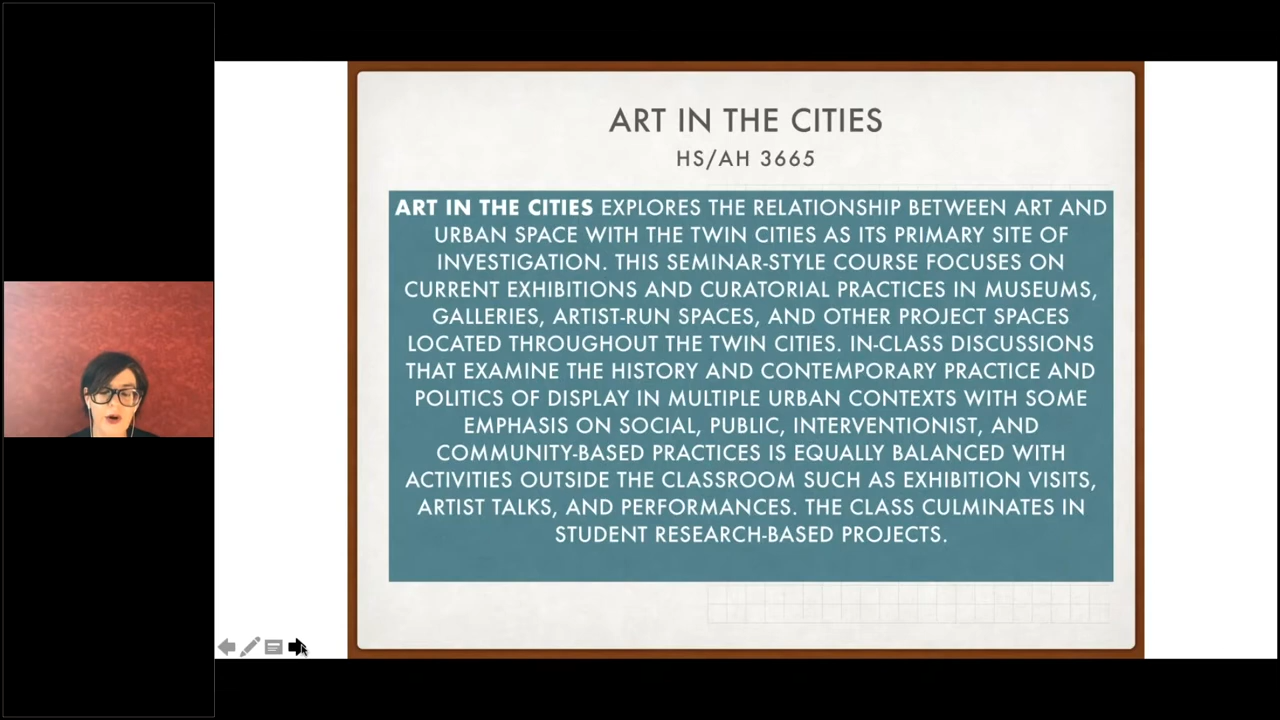 ART IN THE CITIES
HS/AH 3665
ART IN THE CITIES EXPLORES THE RELATIONSHIP BETWEEN ART AND
URBAN SPACE WITH THE TWIN CITIES AS ITS PRIMARY SITE OF
INVESTIGATION. THIS SEMINAR-STYLE COURSE FOCUSES ON
CURRENT EXHIBITIONS AND CURATORIAL PRACTICES IN MUSEUMS,
GALLERIES, ARTIST-RUN SPACES, AND OTHER PROJECT SPACES
LOCATED THROUGHOUT THE TWIN CITIES. IN-CLASS DISCUSSIONS
THAT EXAMINE THE HISTORY AND CONTEMPORARY PRACTICE AND
POLITICS OF DISPLAY IN MULTIPLE URBAN CONTEXTS WITH SOME
EMPHASIS ON SOCIAL, PUBLIC, INTERVENTIONIST, AND
COMMUNITY-BASED PRACTICES IS EQUALLY BALANCED WITH
ACTIVITIES OUTSIDE THE CLASSROOM SUCH AS EXHIBITION VISITS,
ARTIST TALKS, AND PERFORMANCES. THE CLASS CULMINATES IN
STUDENT RESEARCH-BASED PROJECTS.